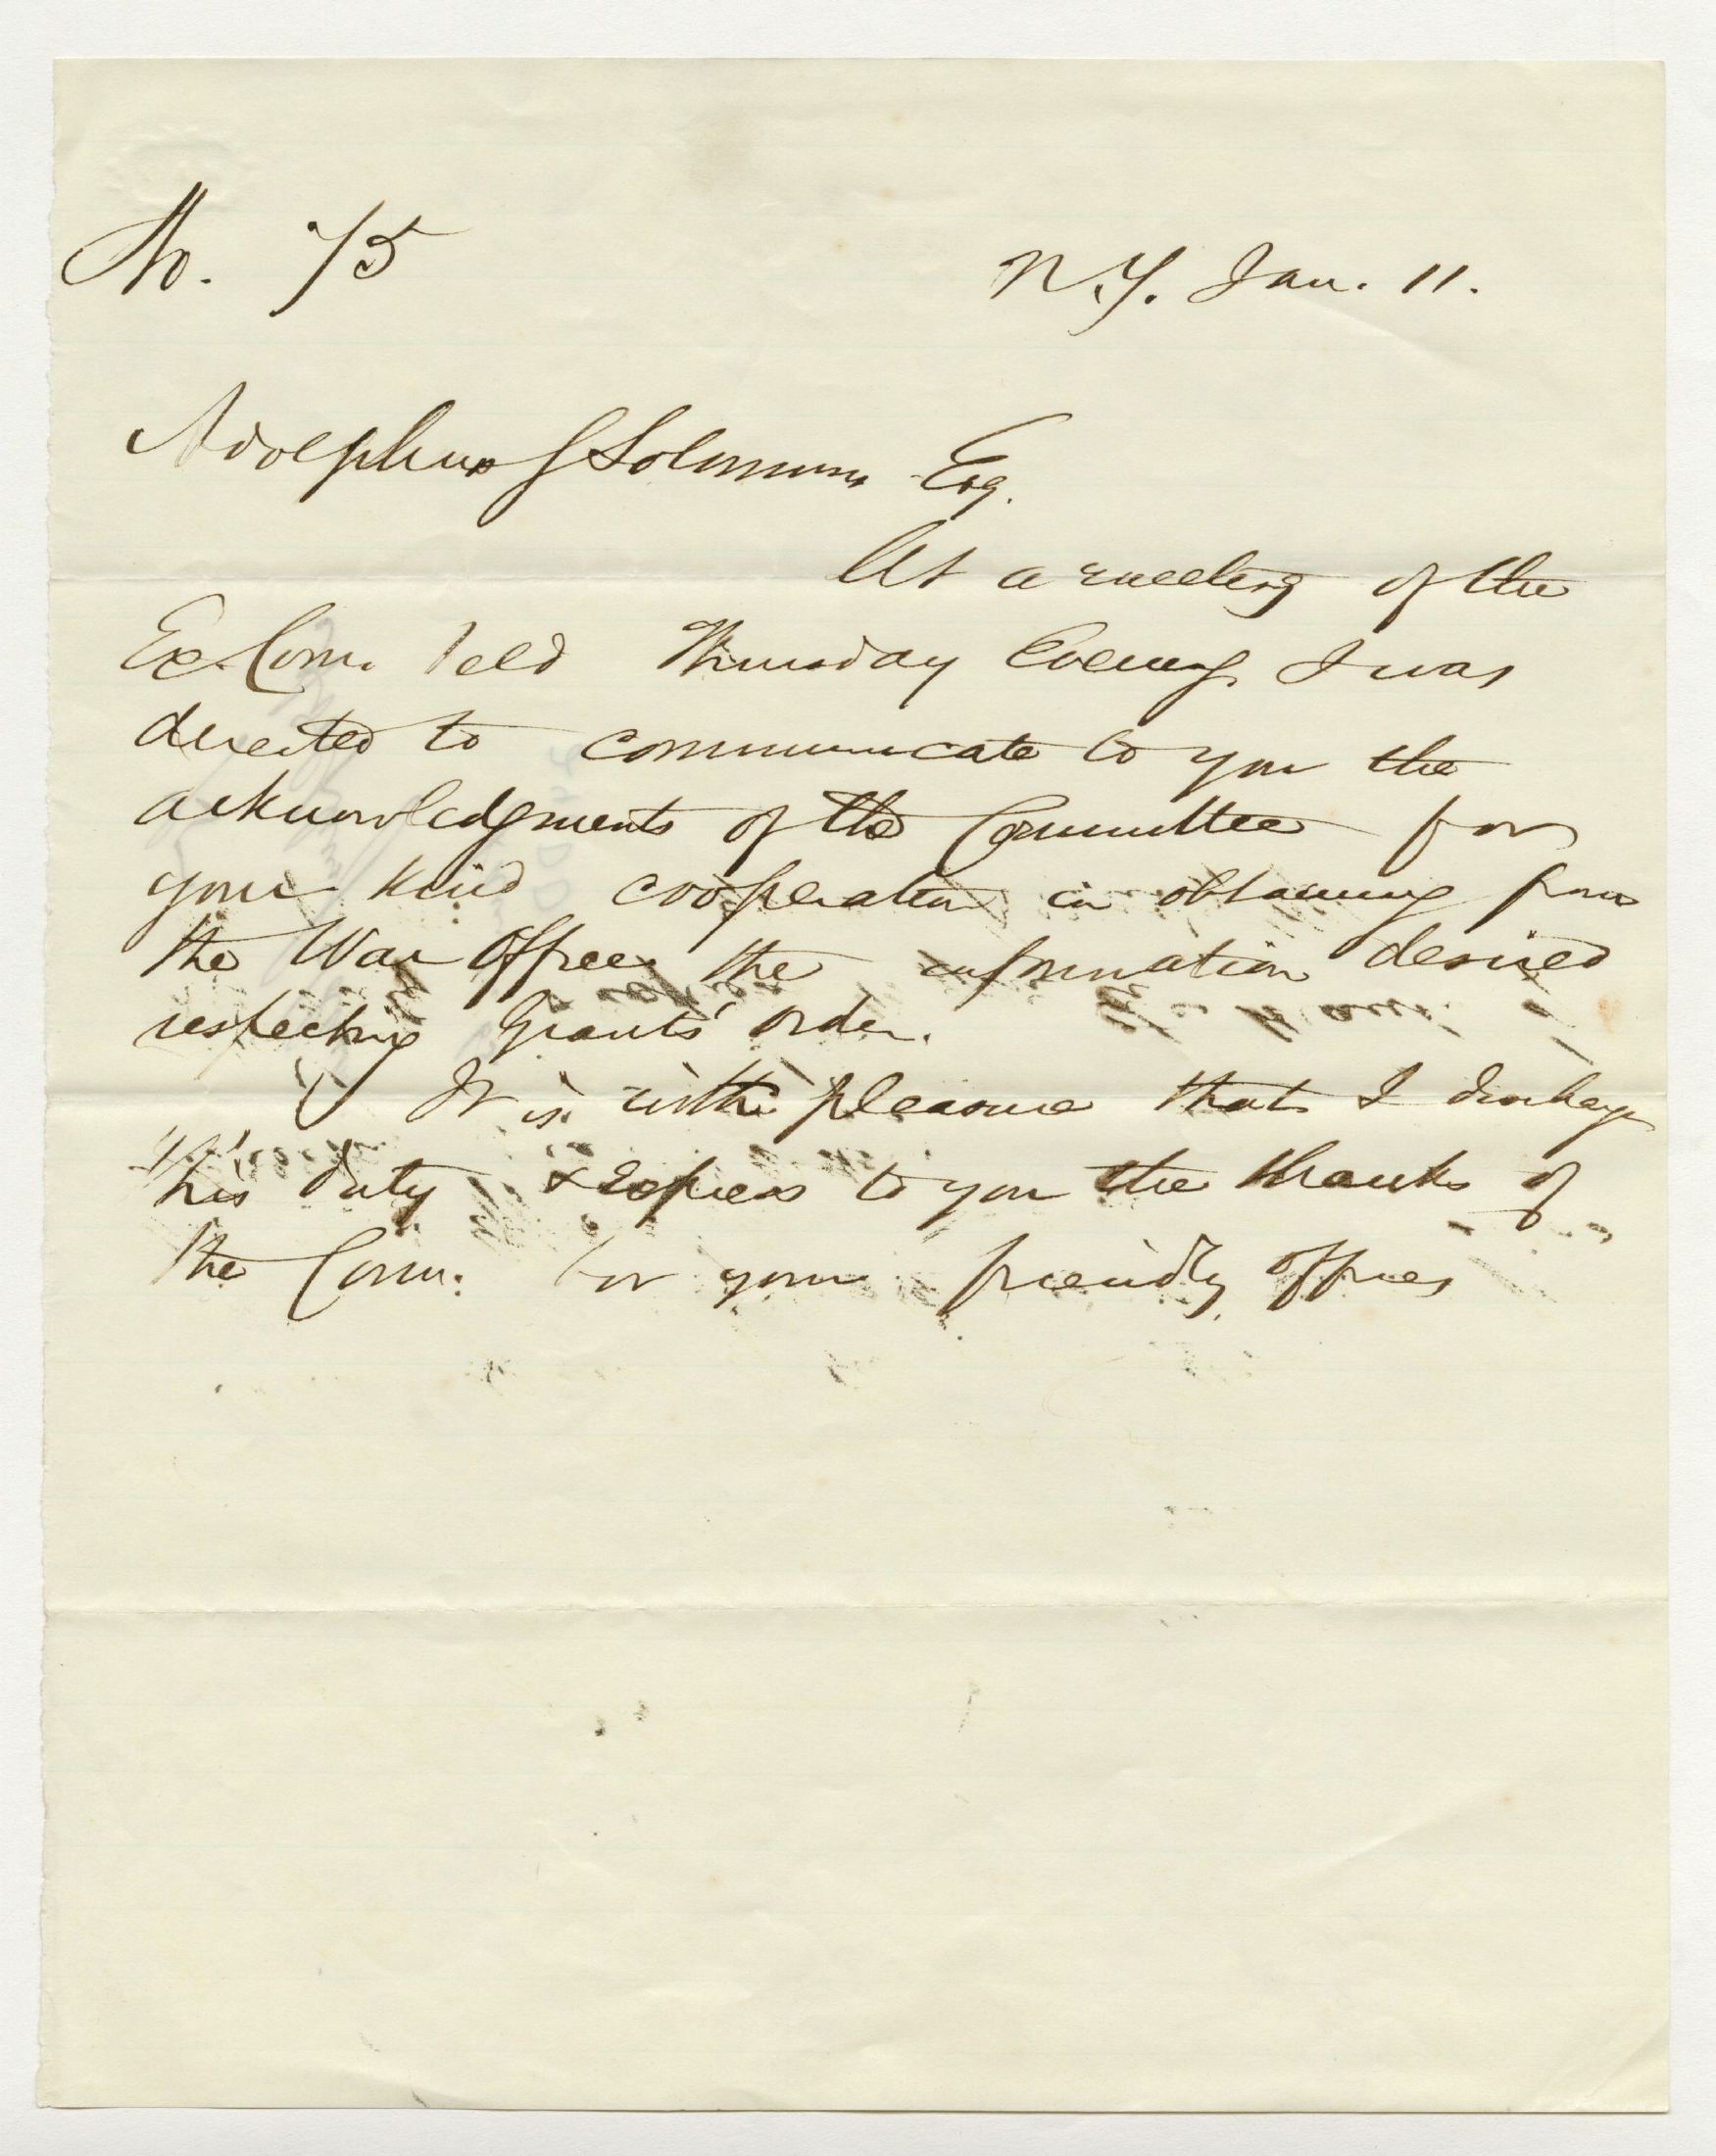 No. 75
N.Y. Jan. 11.
Adolphus S Solomons Esq.
At a meeting of the
Ex. Com. held Thursday Evening I was
directed to communicate to you the
acknowledgments of the Committee for
your kind cooperation in obtaining from
the War Office the information desired
respecting Grants' order.
It is with pleasure that I discharge
this duty & express to you the thanks of
the Com. for your friendly offices